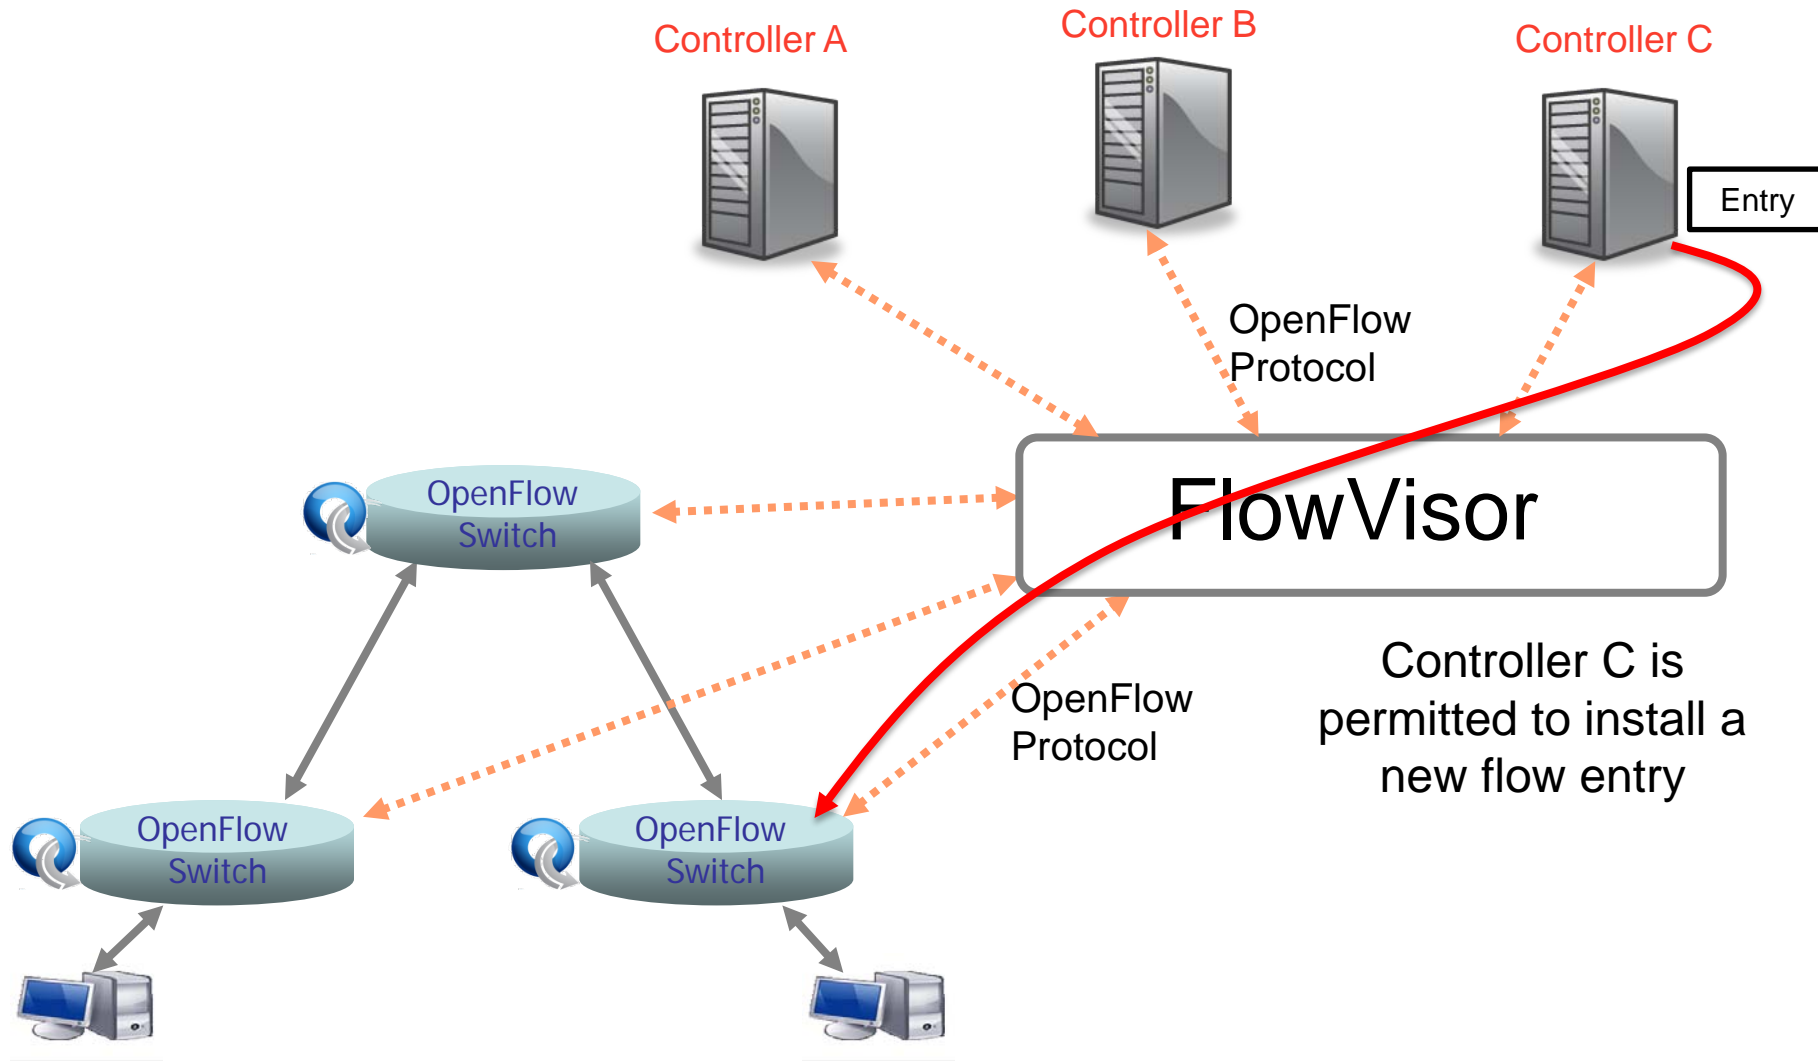 Controller A
Controller B
Controller C
Entry
OpenFlow
Protocol
OpenFlow
Switch
FlowVisor
Controller C is
permitted to install a
new flow entry
OpenFlow
Protocol
OpenFlow
Switch
OpenFlow
Switch